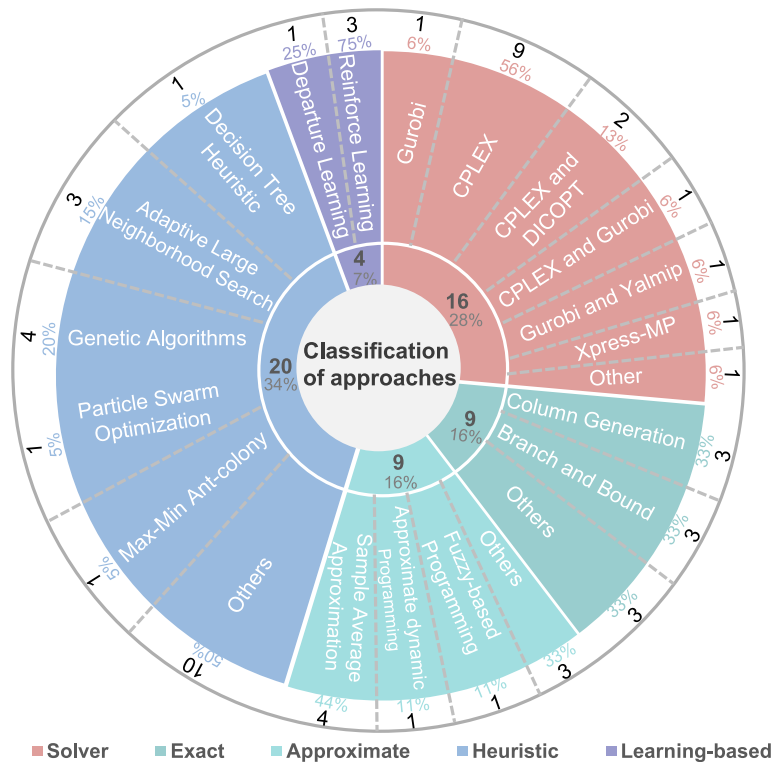 Classification
of approaches
16
28%
Gurobi
1
6%
CPLEX
9
56%
CPLEX and
DICOPT
2
13%
CPLEX and Gurobi
1
6%
Gurobi and Yalmip
1
6%
Xpress-MP
1
6%
Other
1
6%
9
16%
Column Generation
3
33%
Branch and Bound
3
33%
Others
3
33%
9
16%
Others
3
33%
Fuzzy-based
Programming
1
11%
Approximate dynamic
Programming
1
11%
Sample Average
Approximation
4
44%
20
34%
Others
10
50%
Max-Min Ant-colony
1
5%
Particle Swarm
Optimization
1
5%
Genetic Algorithms
4
20%
Adaptive Large
Neighborhood Search
3
15%
Decision Tree
Heuristic
1
5%
4
7%
Departure Learning
1
25%
Reinforce Learning
3
75%
Solver
Exact
Approximate
Heuristic
Learning-based